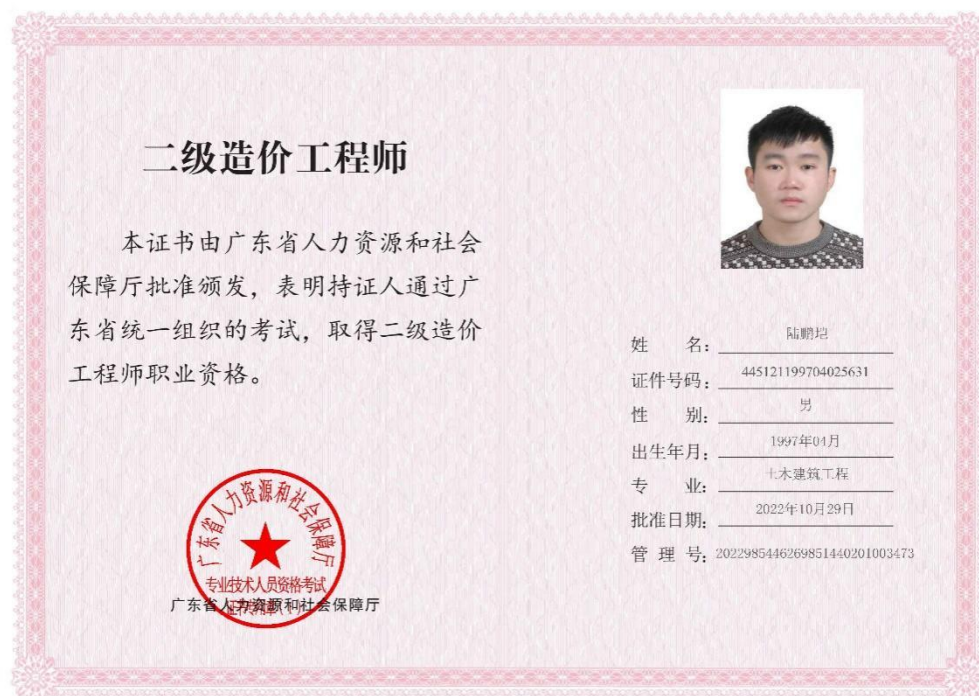 二级造价工程师
本证书由广东省人力资源和社会
保障厅批准颁发，表明持证人通过广
东省统一组织的考试，取得二级造价
工程师职业资格。
广东省人力资源和社会保障厅
专业技术人员资格考试
广东省人力资源和社会保障厅
姓 名：陆鹏垲
证件号码：445121199704025631
性 别：男
出生年月：1997年04月
专 业：土木建筑工程
批准日期：2022年10月29日
管 理 号：2022985446269851440201003473